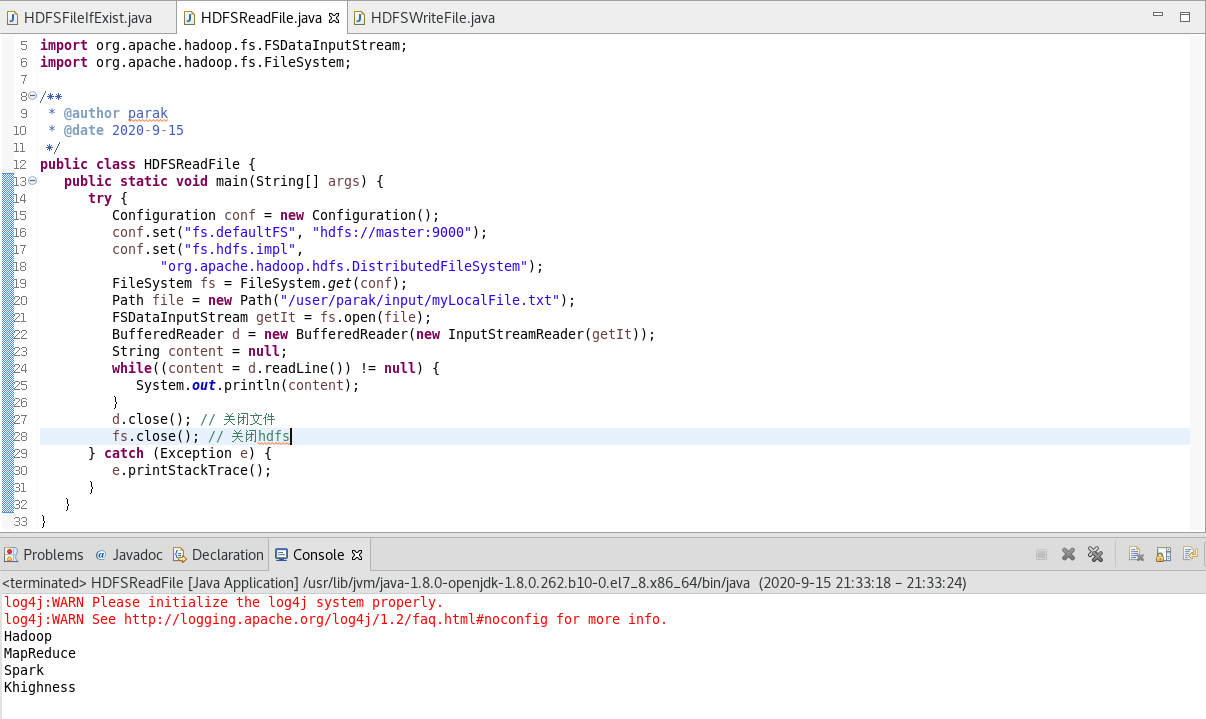 HDFSFileIfExist.java HDFSReadFile.java HDFSWriteFile.java
5 import org.apache.hadoop.fs.FSDataInputStream;
6 import org.apache.hadoop.fs.FileSystem;
7
8 /**
9 * @author parak
10 * @date 2020-9-15
11 */
12 public class HDFSReadFile {
13 public static void main(String[] args) {
14 try {
15 Configuration conf = new Configuration();
16 conf.set("fs.defaultFS", "hdfs://master:9000");
17 conf.set("fs.hdfs.impl",
18 "org.apache.hadoop.hdfs.DistributedFileSystem");
19 FileSystem fs = FileSystem.get(conf);
20 Path file = new Path("/user/parak/input/myLocalFile.txt");
21 FSDataInputStream getIt = fs.open(file);
22 BufferedReader d = new BufferedReader(new InputStreamReader(getIt));
23 String content = null;
24 while((content = d.readLine()) != null) {
25 System.out.println(content);
26 }
27 d.close(); // 关闭文件
28 fs.close(); // 关闭hdfs
29 } catch (Exception e) {
30 e.printStackTrace();
31 }
32 }
33 }
Problems @ Javadoc Declaration Console
<terminated> HDFSReadFile [Java Application] /usr/lib/jvm/java-1.8.0-openjdk-1.8.0.262.b10-0.el7_8.x86_64/bin/java (2020-9-15 21:33:18 – 21:33:24)
log4j:WARN Please initialize the log4j system properly.
log4j:WARN See http://logging.apache.org/log4j/1.2/faq.html#noconfig for more info.
Hadoop
MapReduce
Spark
Khighness